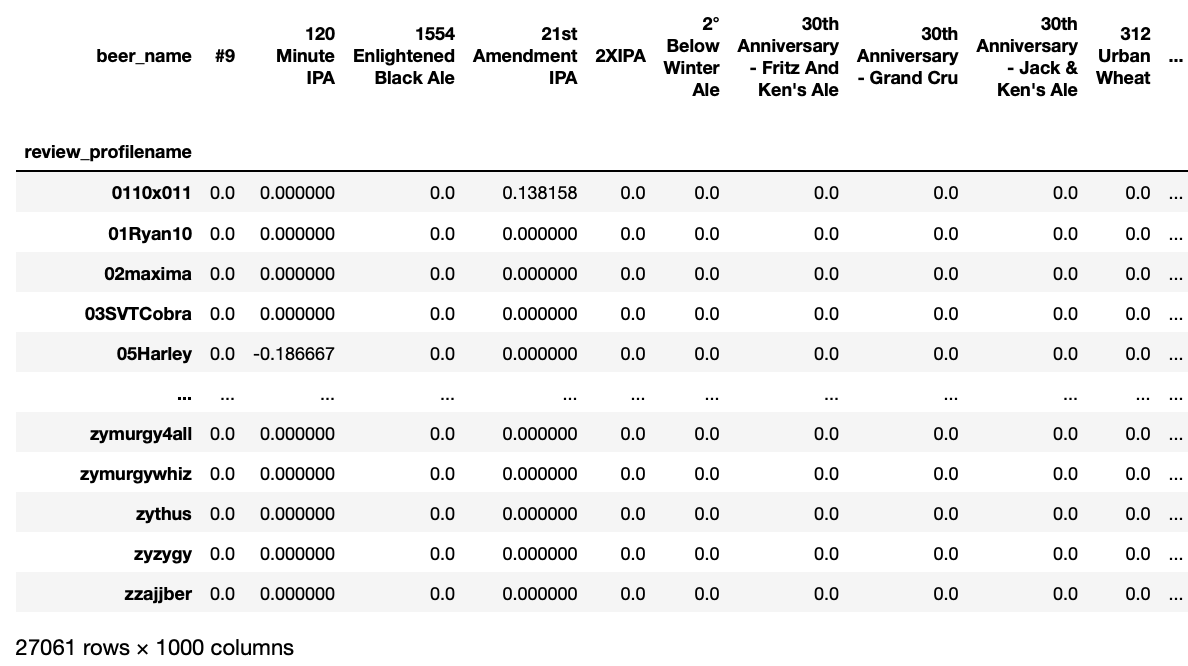 beer_name #9 120 Minute IPA 1554 Enlightened Black Ale 21st Amendment IPA 2XIPA 2° Below Winter Ale 30th Anniversary - Fritz And Ken's Ale 30th Anniversary - Grand Cru 30th Anniversary - Jack & Ken's Ale 312 Urban Wheat ...
review_profilename
0110x011 0.0 0.000000 0.0 0.138158 0.0 0.0 0.0 0.0 0.0 0.0 ...
01Ryan10 0.0 0.000000 0.0 0.000000 0.0 0.0 0.0 0.0 0.0 0.0 ...
02maxima 0.0 0.000000 0.0 0.000000 0.0 0.0 0.0 0.0 0.0 0.0 ...
03SVTCobra 0.0 0.000000 0.0 0.000000 0.0 0.0 0.0 0.0 0.0 0.0 ...
05Harley 0.0 -0.186667 0.0 0.000000 0.0 0.0 0.0 0.0 0.0 0.0 ...
... ... ... ... ... ... ... ... ... ... ... ...
zymurgy4all 0.0 0.000000 0.0 0.000000 0.0 0.0 0.0 0.0 0.0 0.0 ...
zymurgywhiz 0.0 0.000000 0.0 0.000000 0.0 0.0 0.0 0.0 0.0 0.0 ...
zythus 0.0 0.000000 0.0 0.000000 0.0 0.0 0.0 0.0 0.0 0.0 ...
zyzygy 0.0 0.000000 0.0 0.000000 0.0 0.0 0.0 0.0 0.0 0.0 ...
zzajjber 0.0 0.000000 0.0 0.000000 0.0 0.0 0.0 0.0 0.0 0.0 ...
27061 rows × 1000 columns